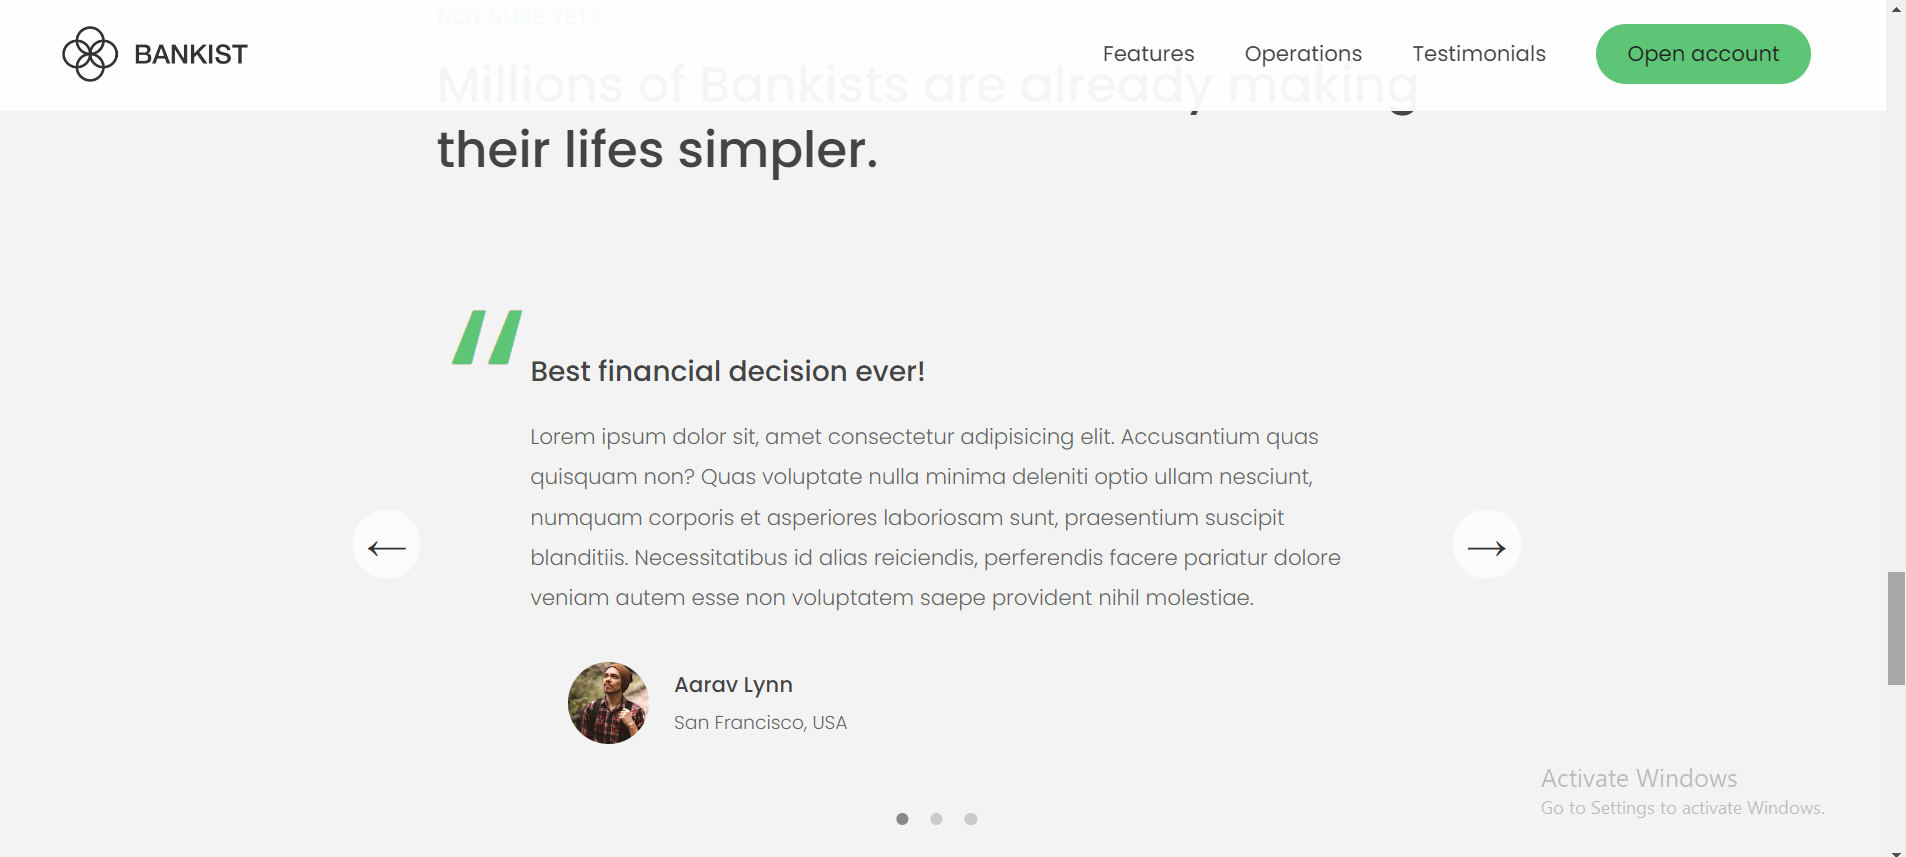 NOT SURE YET?
BANKIST
Features
Operations
Testimonials
Open account
Millions of Bankists are already making
their lifes simpler.
“
Best financial decision ever!
Lorem ipsum dolor sit, amet consectetur adipisicing elit. Accusantium quas
quisquam non? Quas voluptate nulla minima deleniti optio ullam nesciunt,
numquam corporis et asperiores laboriosam sunt, praesentium suscipit
blanditiis. Necessitatibus id alias reiciendis, perferendis facere pariatur dolore
veniam autem esse non voluptatem saepe provident nihil molestiae.
←
→
Aarav Lynn
San Francisco, USA
Activate Windows
Go to Settings to activate Windows.